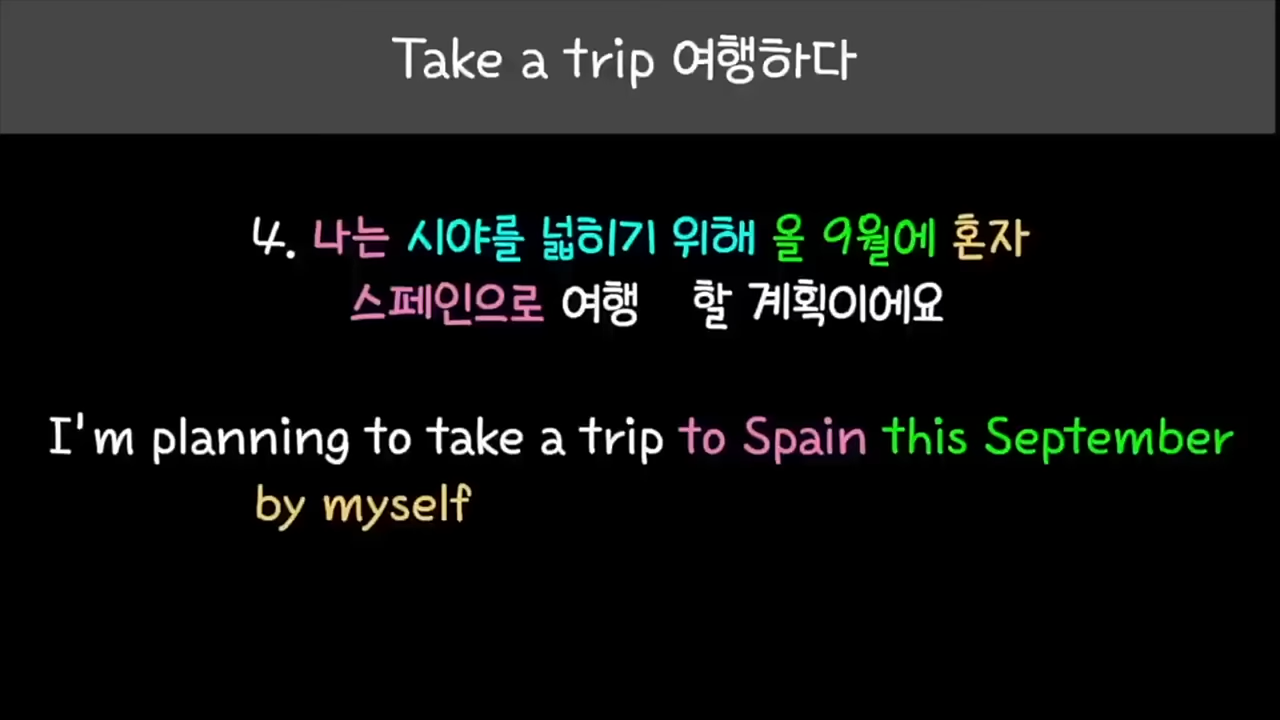 Take a trip 여행하다
4. 나는 시야를 넓히기 위해 올 9월에 혼자
스페인으로 여행 할 계획이에요
I'm planning to take a trip to Spain this September
by myself